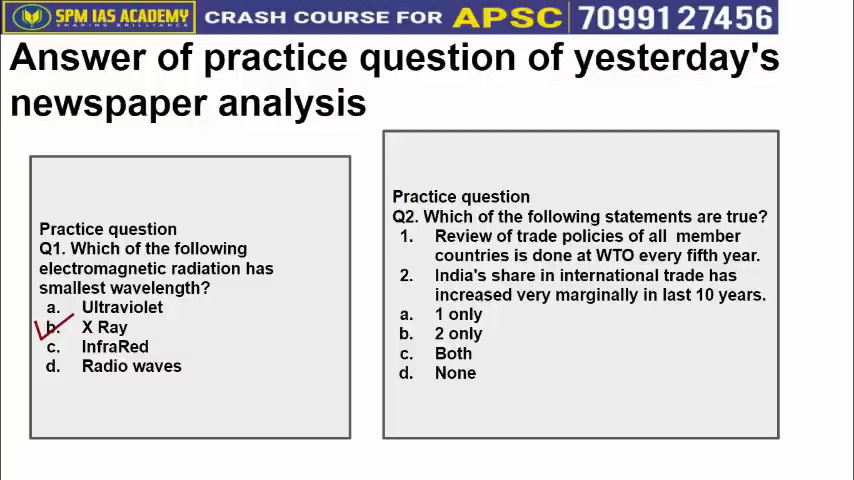 SPM IAS ACADEMY
SHARING BRILLIANCE
CRASH COURSE FOR APSC 7099127456
Answer of practice question of yesterday's
newspaper analysis
Practice question
Q1. Which of the following
electromagnetic radiation has
smallest wavelength?
a. Ultraviolet
b. X Ray
c. InfraRed
d. Radio waves
Practice question
Q2. Which of the following statements are true?
1. Review of trade policies of all member
countries is done at WTO every fifth year.
2. India's share in international trade has
increased very marginally in last 10 years.
a. 1 only
b. 2 only
c. Both
d. None